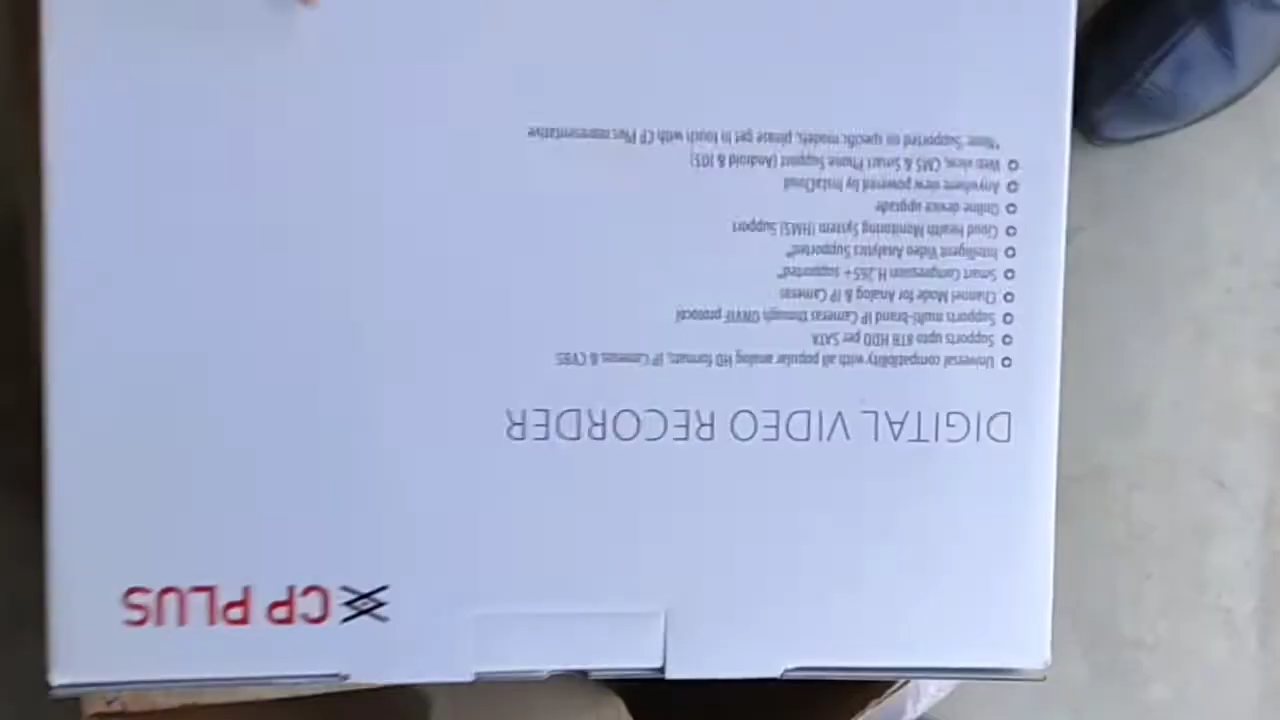 CP PLUS
DIGITAL VIDEO RECORDER
Universal compatibility with all popular analog HD formats, IP Cameras & CVBS
Supports upto 8TB HDD per SATA
Supports multi-brand IP Cameras through ONVIF protocol
Channel Mode for Analog & IP Cameras
Smart Compression H.265+ supported*
Intelligent Video Analytics Supported*
Cloud Health Monitoring System (HMS) Support
Online device upgrade
Anywhere view powered by InstaCloud
Web view, CMS & Smart Phone Support (Android & IOS)
*Note: Supported on specific models, please get in touch with CP Plus representative